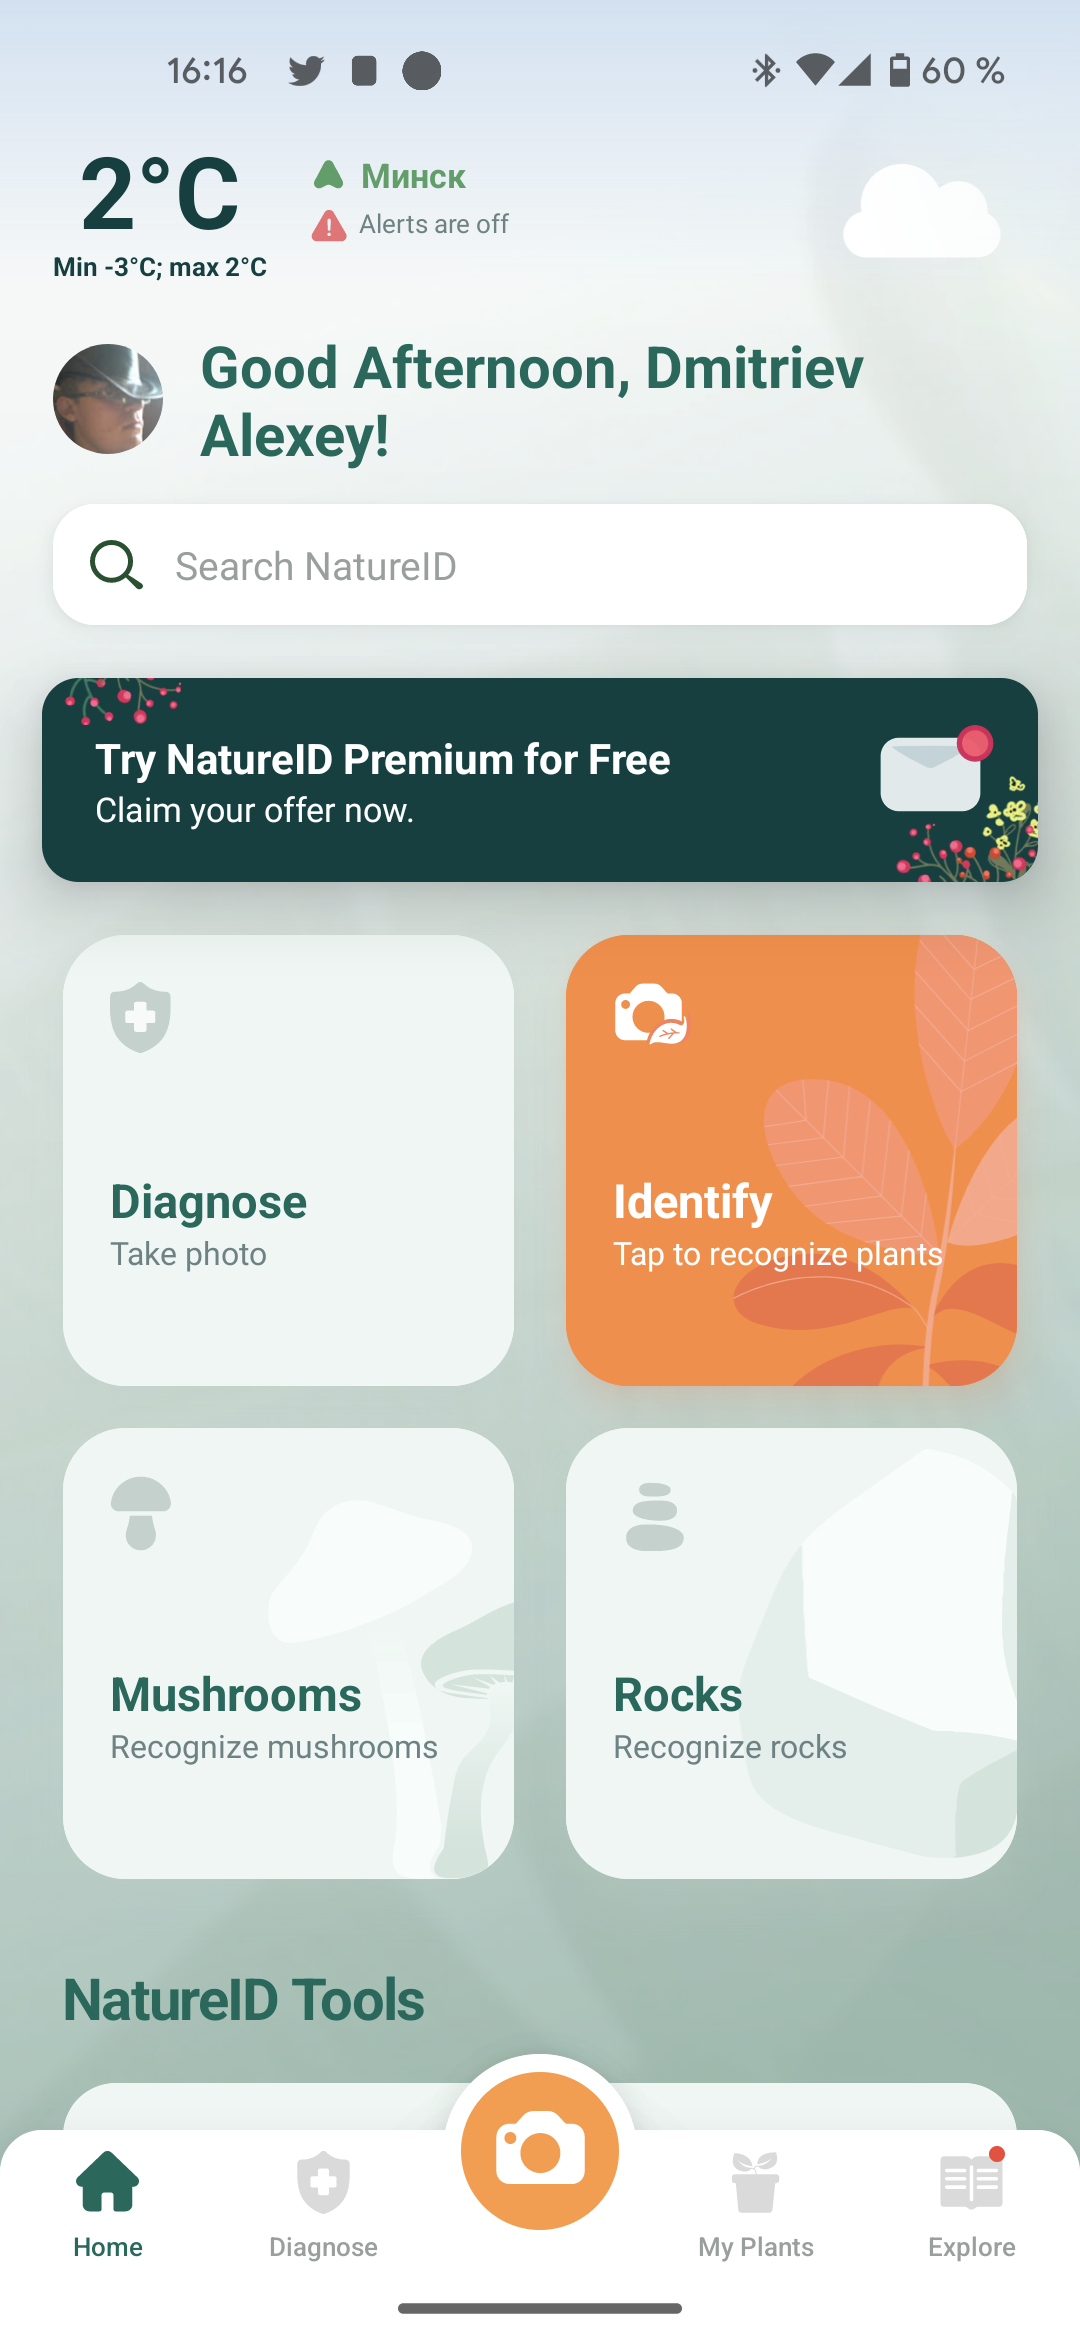 16:16
60 %
2°C
Минск
Alerts are off
Min -3°C; max 2°C
Good Afternoon, Dmitriev
Alexey!
Search NatureID
Try NatureID Premium for Free
Claim your offer now.
Diagnose
Take photo
Identify
Tap to recognize plants
Mushrooms
Recognize mushrooms
Rocks
Recognize rocks
NatureID Tools
Home
Diagnose
My Plants
Explore